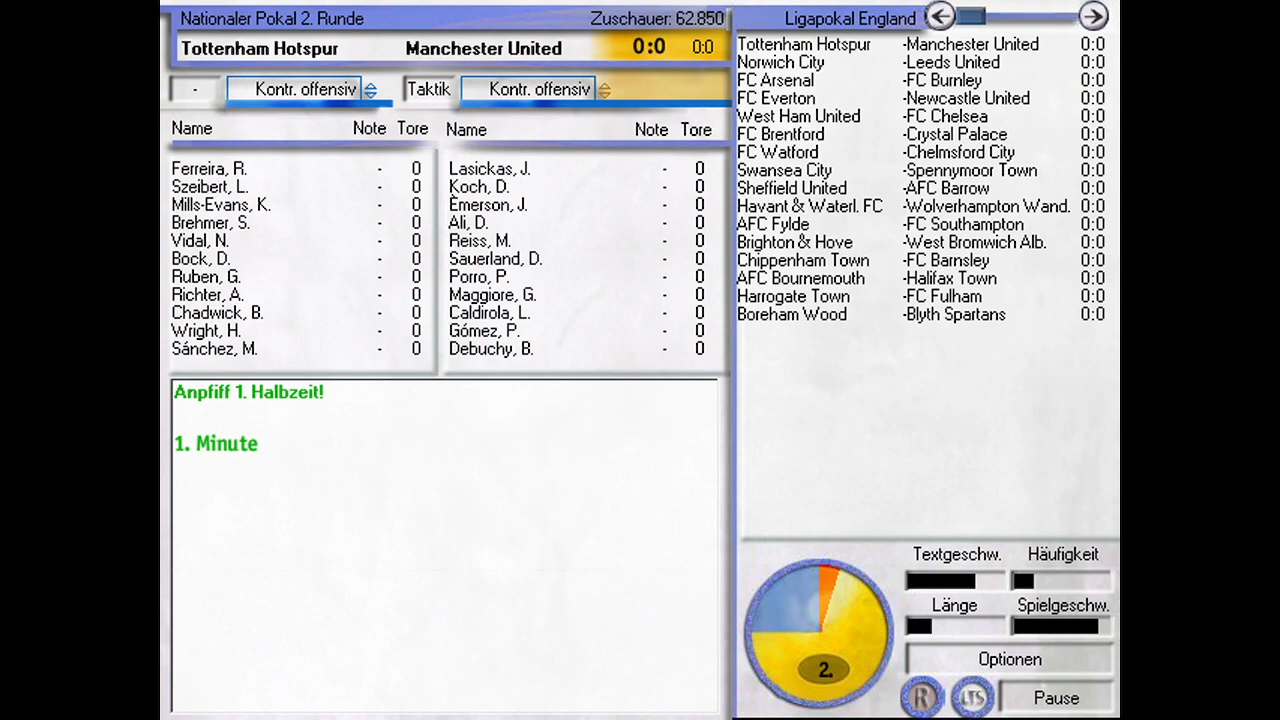 Nationaler Pokal 2. Runde Zuschauer: 62.850
Tottenham Hotspur Manchester United 0:0 0:0
- Kontr. offensiv Taktik Kontr. offensiv
Name Note Tore Name Note Tore
Ferreira, R. - 0 Lasickas, J. - 0
Szeibert, L. - 0 Koch, D. - 0
Mills-Evans, K. - 0 Èmerson, J. - 0
Brehmer, S. - 0 Ali, D. - 0
Vidal, N. - 0 Reiss, M. - 0
Bock, D. - 0 Sauerland, D. - 0
Ruben, G. - 0 Porro, P. - 0
Richter, A. - 0 Maggiore, G. - 0
Chadwick, B. - 0 Caldirola, L. - 0
Wright, H. - 0 Gómez, P. - 0
Sánchez, M. - 0 Debuchy, B. - 0
Anpfiff 1. Halbzeit!
1. Minute
Ligapokal England
Tottenham Hotspur -Manchester United 0:0
Norwich City -Leeds United 0:0
FC Arsenal -FC Burnley 0:0
FC Everton -Newcastle United 0:0
West Ham United -FC Chelsea 0:0
FC Brentford -Crystal Palace 0:0
FC Watford -Chelmsford City 0:0
Swansea City -Spennymoor Town 0:0
Sheffield United -AFC Barrow 0:0
Havant & Waterl. FC -Wolverhampton Wand. 0:0
AFC Fylde -FC Southampton 0:0
Brighton & Hove -West Bromwich Alb. 0:0
Chippenham Town -FC Barnsley 0:0
AFC Bournemouth -Halifax Town 0:0
Harrogate Town -FC Fulham 0:0
Boreham Wood -Blyth Spartans 0:0
Textgeschw. Häufigkeit
Länge Spielgeschw.
2.
Optionen
R LTS Pause